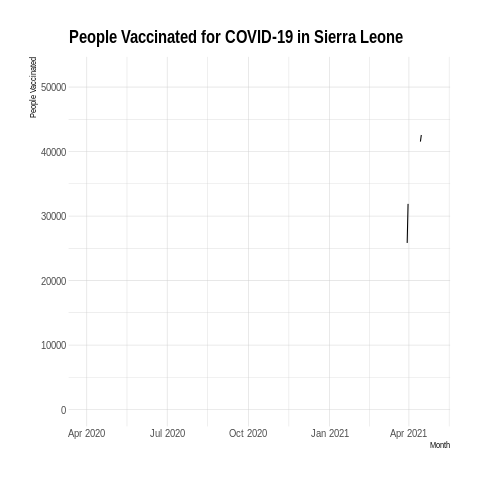 People Vaccinated for COVID-19 in Sierra Leone
People Vaccinated
50000
40000
30000
20000
10000
0
Apr 2020 Jul 2020 Oct 2020 Jan 2021 Apr 2021
Month